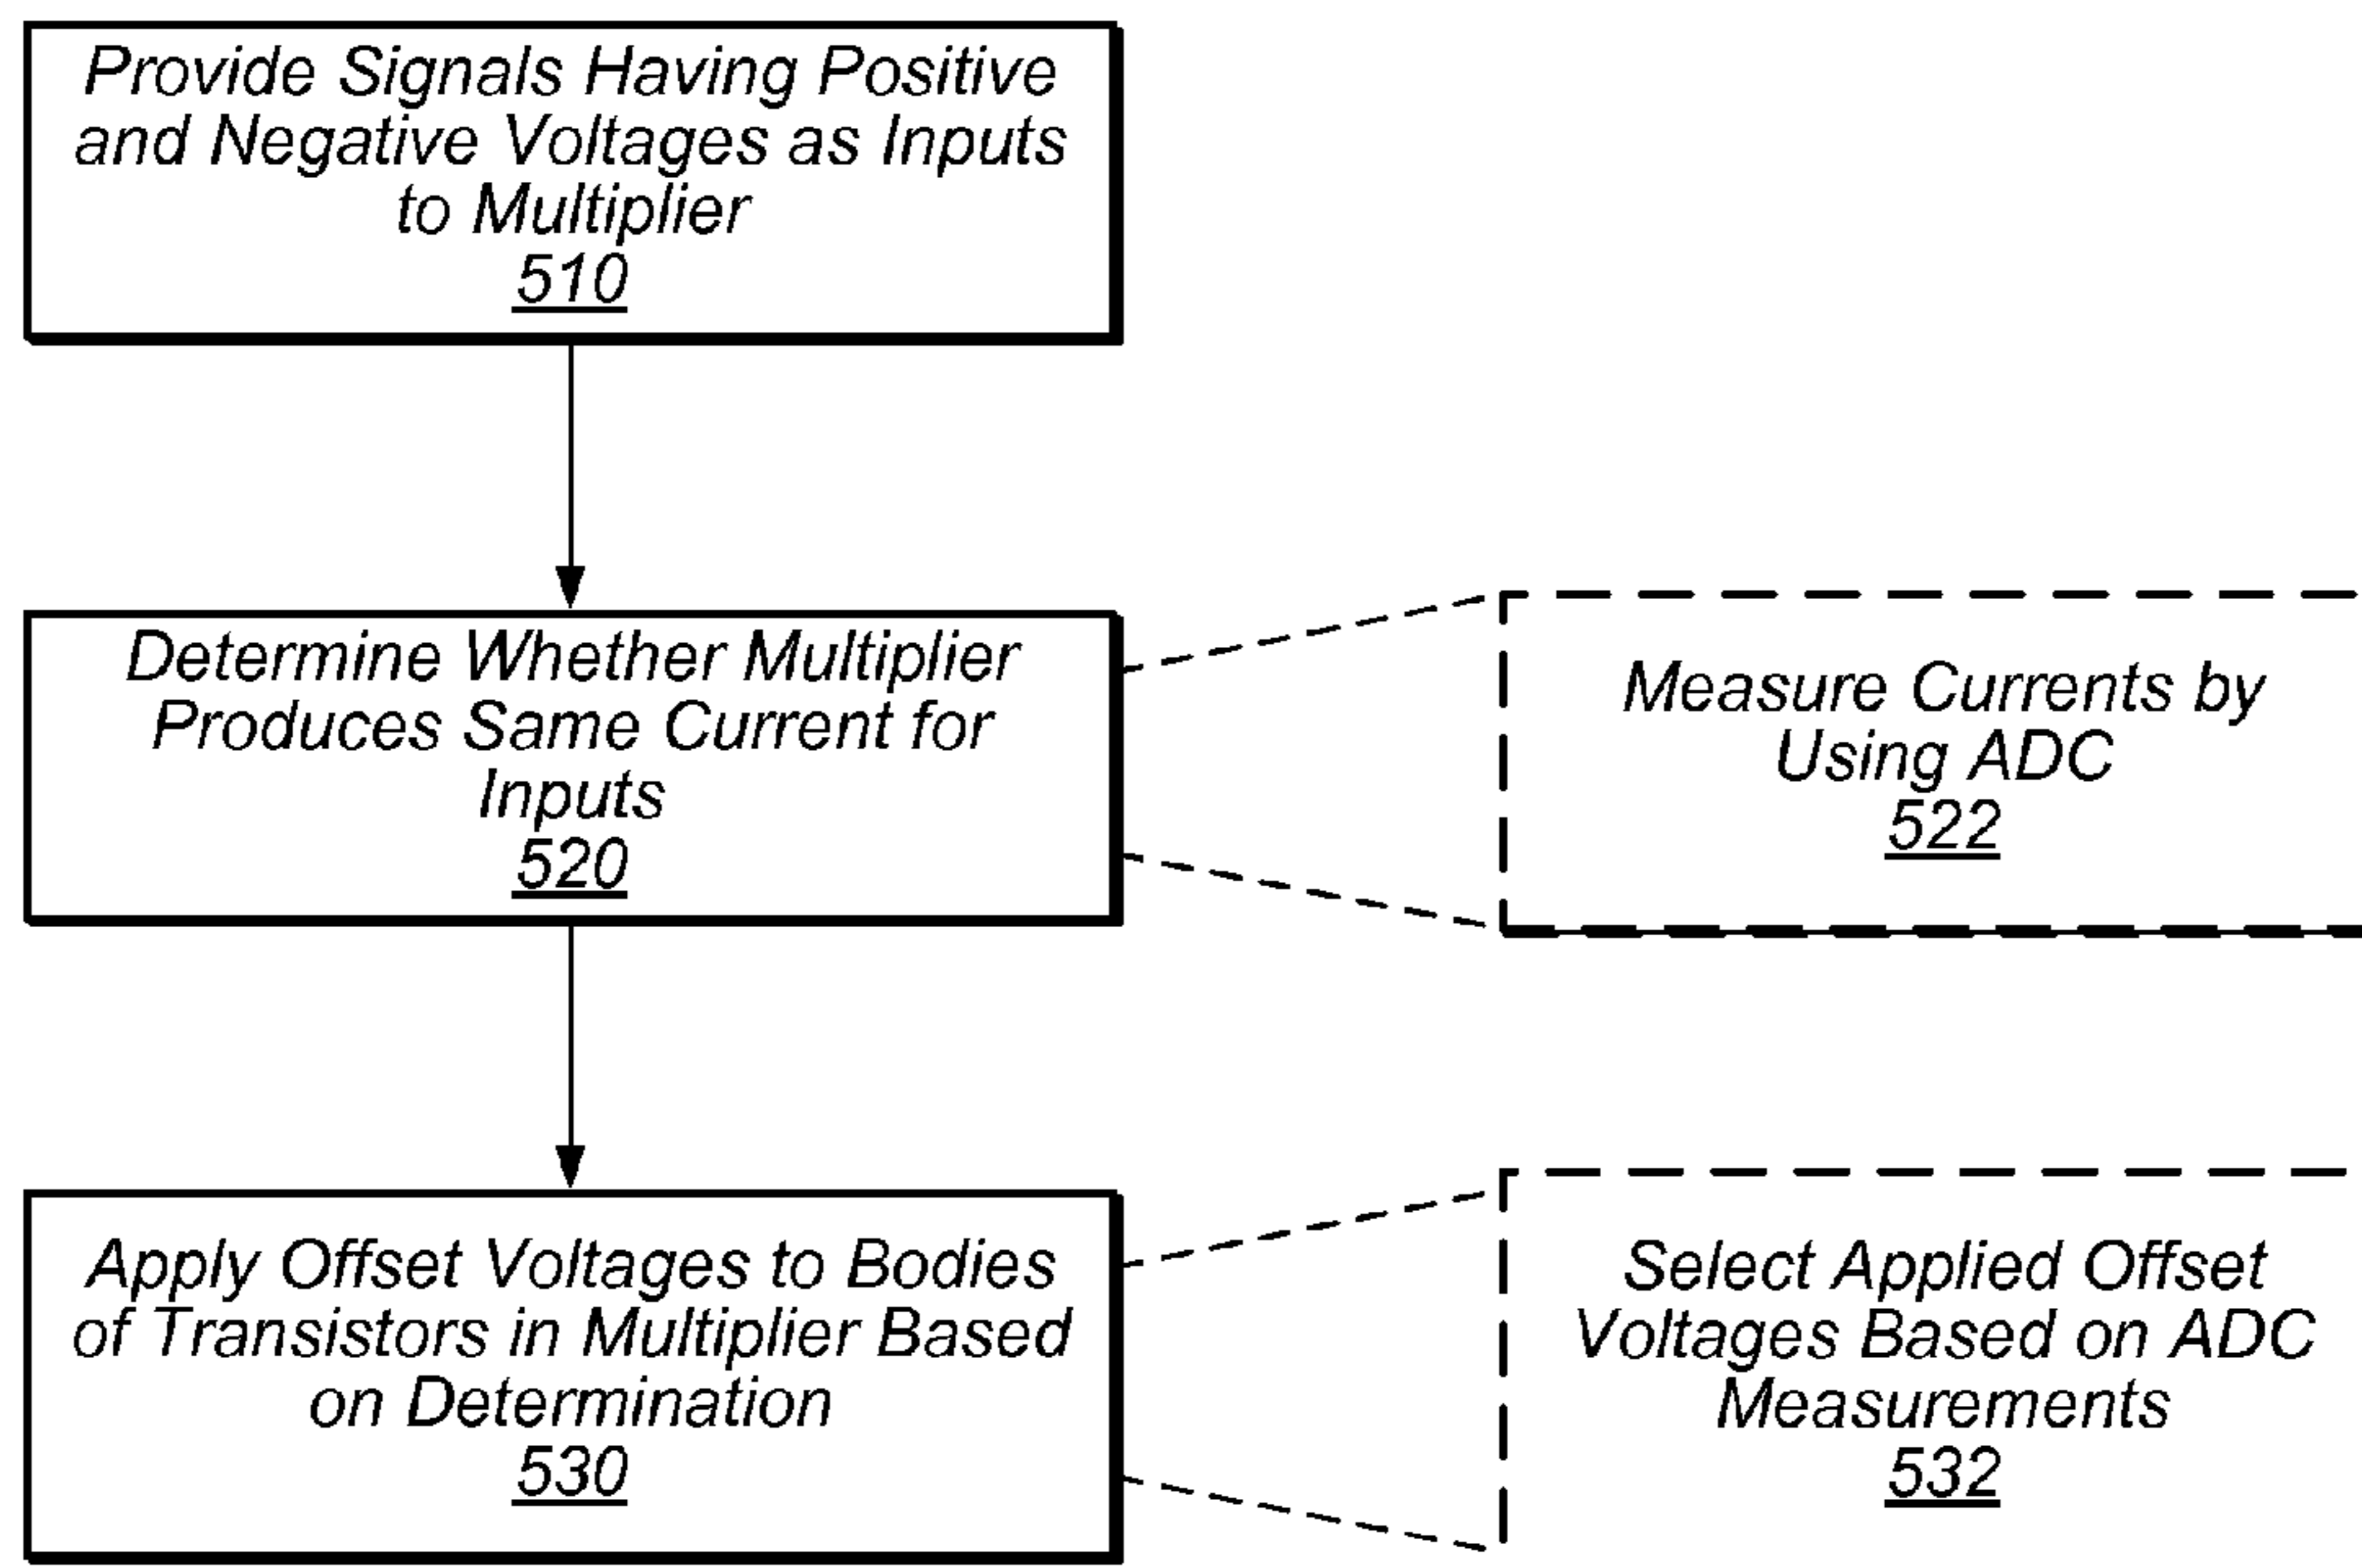 Provide Signals Having Positive
and Negative Voltages as Inputs
to Multiplier
510
Determine Whether Multiplier
Produces Same Current for
Inputs
520
Measure Currents by
Using ADC
522
Apply Offset Voltages to Bodies
of Transistors in Multiplier Based
on Determination
530
Select Applied Offset
Voltages Based on ADC
Measurements
532